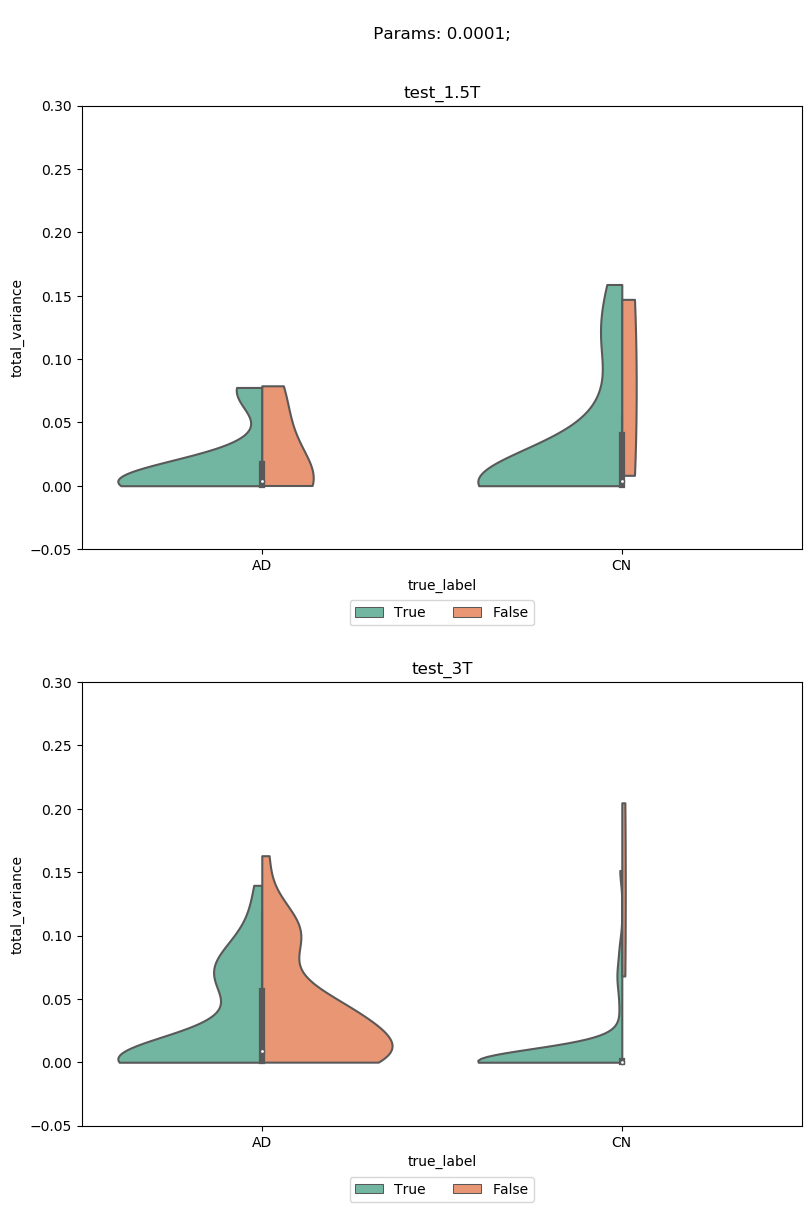 Params: 0.0001;
test_1.5T
0.30
0.25
0.20
0.15
0.10
0.05
0.00
−0.05
total_variance
AD CN
true_label
True False
test_3T
0.30
0.25
0.20
0.15
0.10
0.05
0.00
−0.05
total_variance
AD CN
true_label
True False